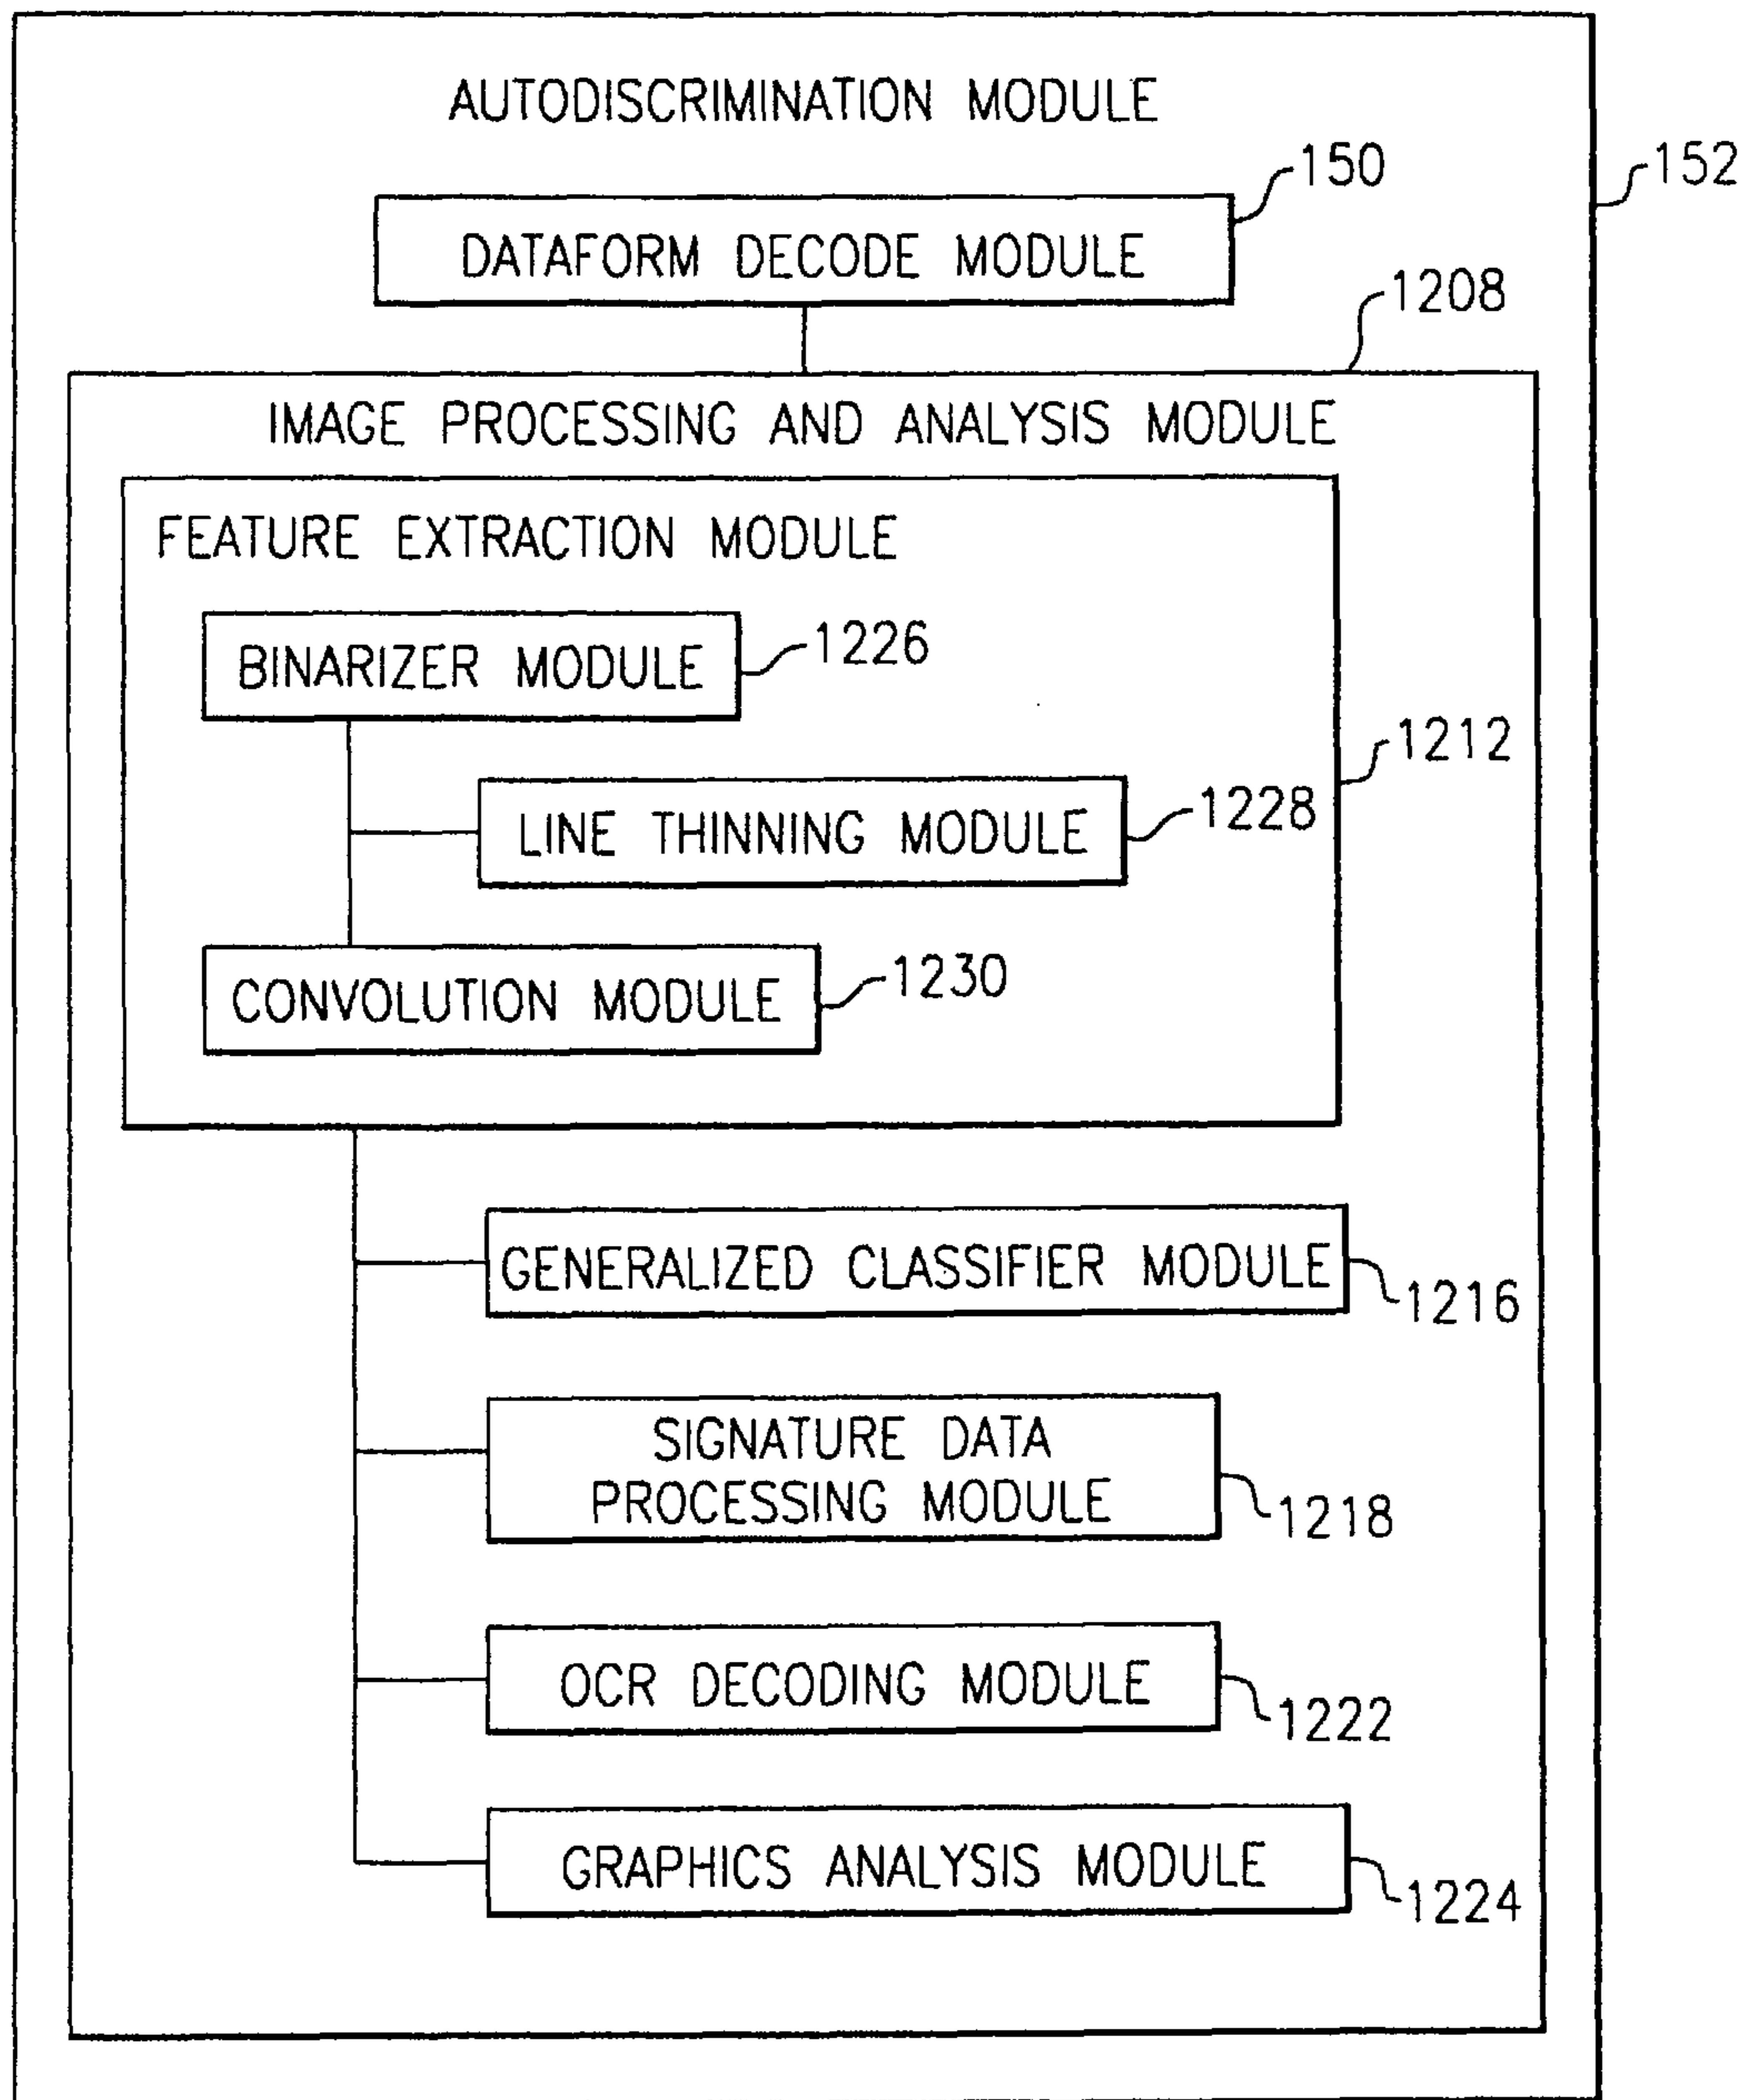 AUTODISCRIMINATION MODULE
150
152
DATAFORM DECODE MODULE
1208
IMAGE PROCESSING AND ANALYSIS MODULE
FEATURE EXTRACTION MODULE
BINARIZER MODULE
1226
1212
LINE THINNING MODULE
1228
CONVOLUTION MODULE
1230
GENERALIZED CLASSIFIER MODULE
1216
SIGNATURE DATA
PROCESSING MODULE
1218
OCR DECODING MODULE
1222
GRAPHICS ANALYSIS MODULE
1224